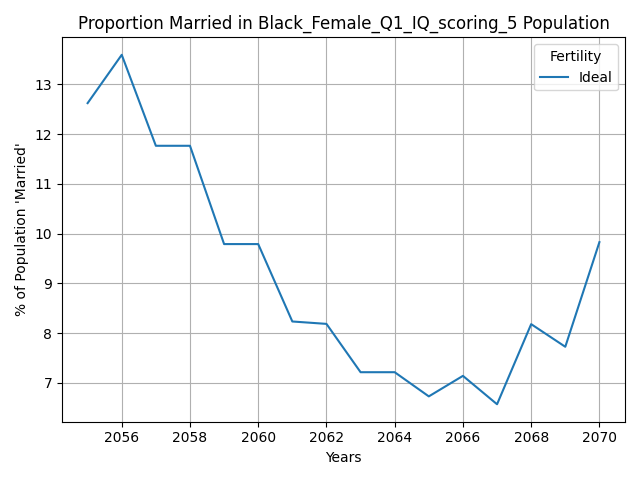 Proportion Married in Black_Female_Q1_IQ_scoring_5 Population
Fertility
Ideal
% of Population 'Married'
13
12
11
10
9
8
7
2056 2058 2060 2062 2064 2066 2068 2070
Years